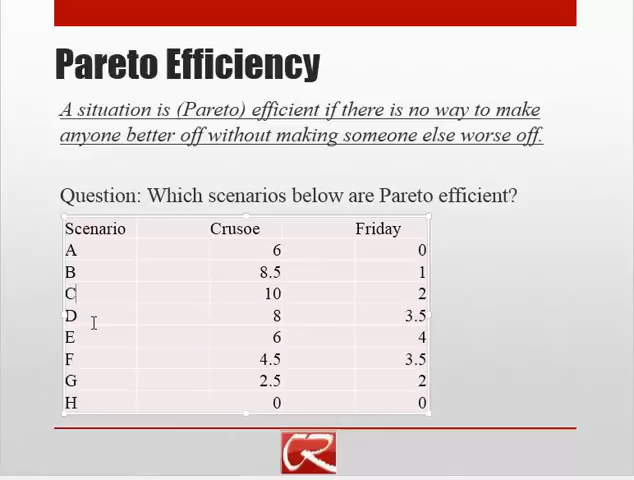 Pareto Efficiency
A situation is (Pareto) efficient if there is no way to make
anyone better off without making someone else worse off.
Question: Which scenarios below are Pareto efficient?
Scenario Crusoe Friday
A 6 0
B 8.5 1
C 10 2
D 8 3.5
E 6 4
F 4.5 3.5
G 2.5 2
H 0 0